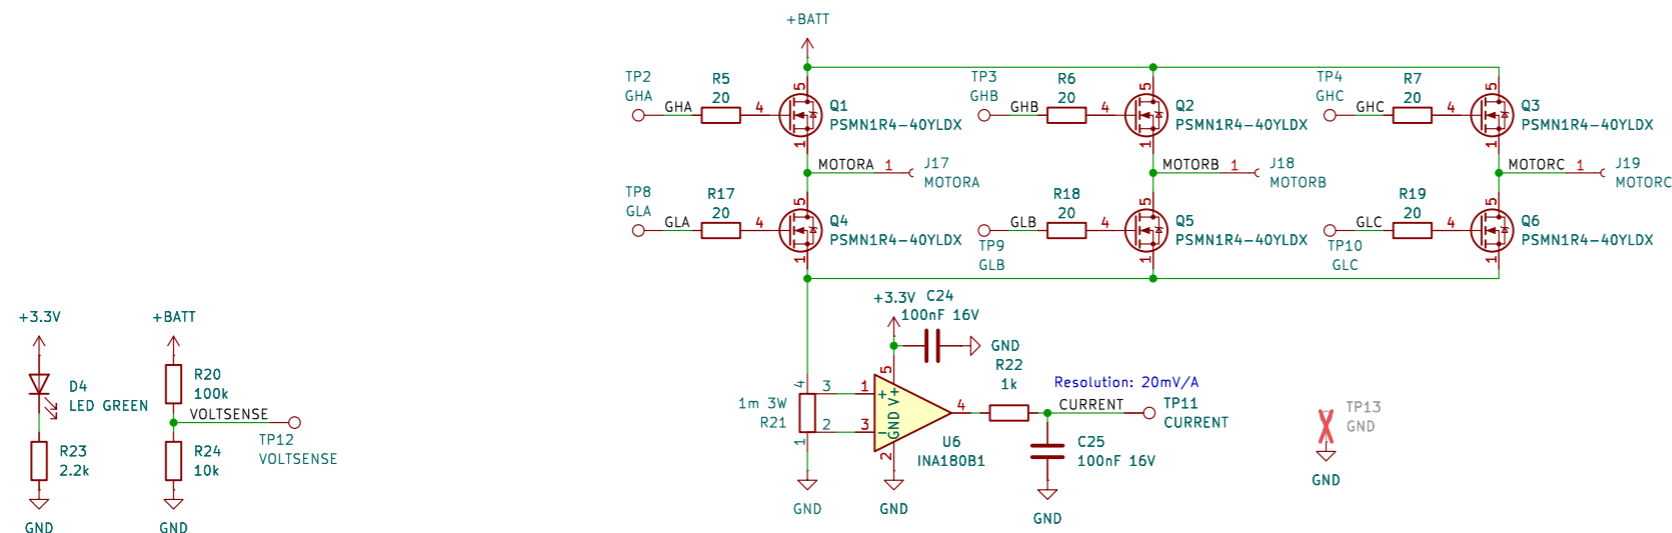 +BATT
TP2
GHA
GHA
R5
20
4
5
1
Q1
PSMN1R4-40YLDX
TP3
GHB
GHB
R6
20
4
5
1
Q2
PSMN1R4-40YLDX
TP4
GHC
GHC
R7
20
4
5
1
Q3
PSMN1R4-40YLDX
MOTORA
1
J17
MOTORA
MOTORB
1
J18
MOTORB
MOTORC
1
J19
MOTORC
TP8
GLA
GLA
R17
20
4
5
1
Q4
PSMN1R4-40YLDX
GLB
TP9
GLB
R18
20
4
5
1
Q5
PSMN1R4-40YLDX
GLC
TP10
GLC
R19
20
4
5
1
Q6
PSMN1R4-40YLDX
+3.3V
D4
LED GREEN
R23
2.2k
GND
+BATT
R20
100k
VOLTSENSE
TP12
VOLTSENSE
R24
10k
GND
+3.3V
C24
100nF 16V
GND
1m 3W
R21
4
3
2
1
GND
1
3
5
4
2
+
-
V+
GND
U6
INA180B1
GND
R22
1k
Resolution: 20mV/A
CURRENT
TP11
CURRENT
C25
100nF 16V
GND
TP13
GND
GND